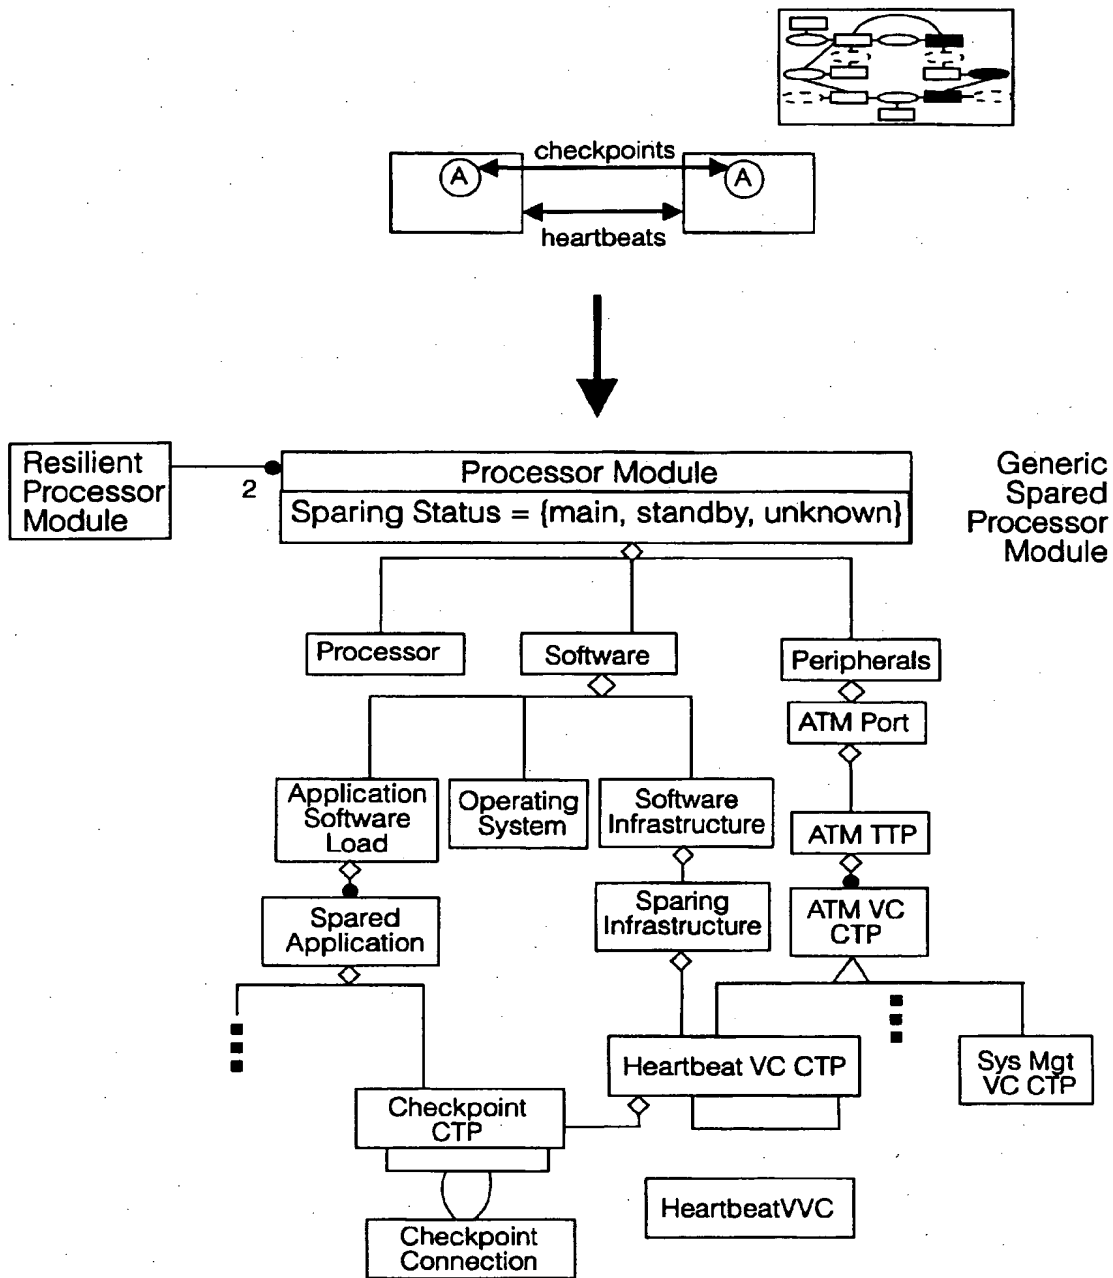 checkpoints
A
A
heartbeats
Resilient
Processor
Module
2
Processor Module
Sparing Status = {main, standby, unknown}
Generic
Spared
Processor
Module
Processor
Software
Peripherals
ATM Port
Application
Software
Load
Operating
System
Software
Infrastructure
ATM TTP
Spared
Application
Sparing
Infrastructure
ATM VC
CTP
Heartbeat VC CTP
Sys Mgt
VC CTP
Checkpoint
CTP
HeartbeatVVC
Checkpoint
Connection